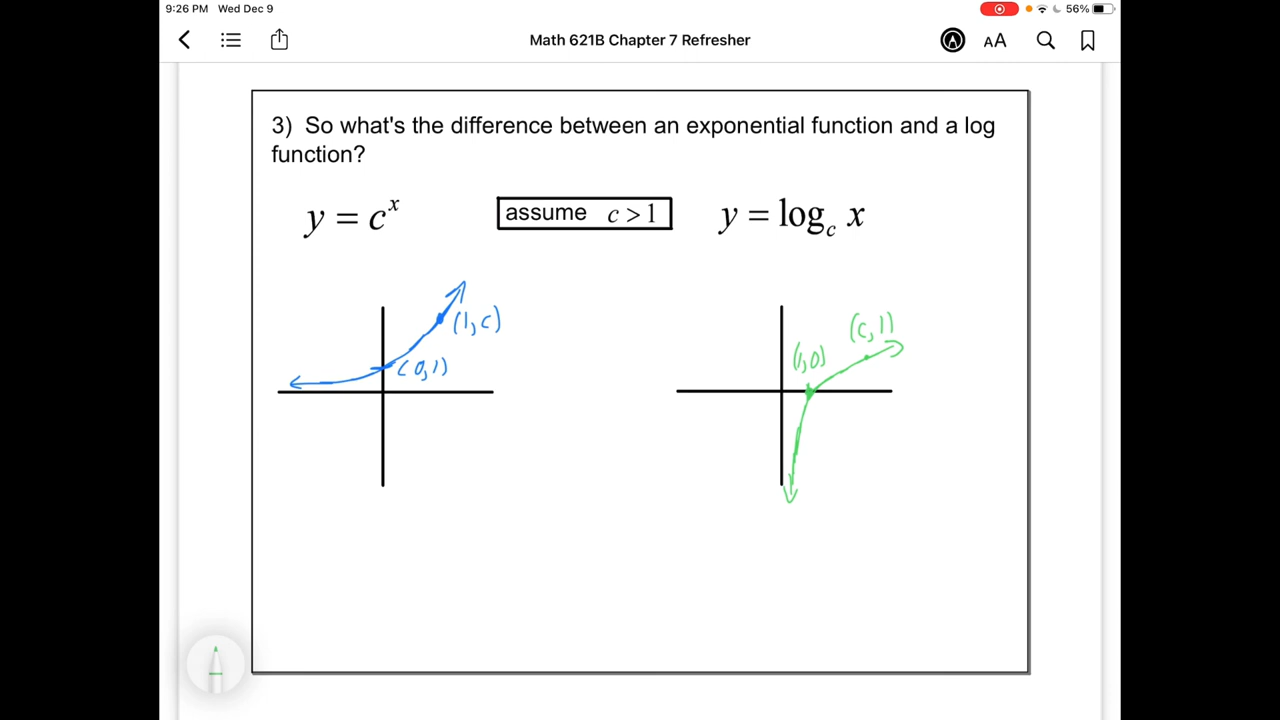 9:26 PM Wed Dec 9
56%
Math 621B Chapter 7 Refresher
AA
3) So what's the difference between an exponential function and a log
function?
y = c^x
assume c > 1
y = log_c x
(1,c)
(0,1)
(c,1)
(1,0)